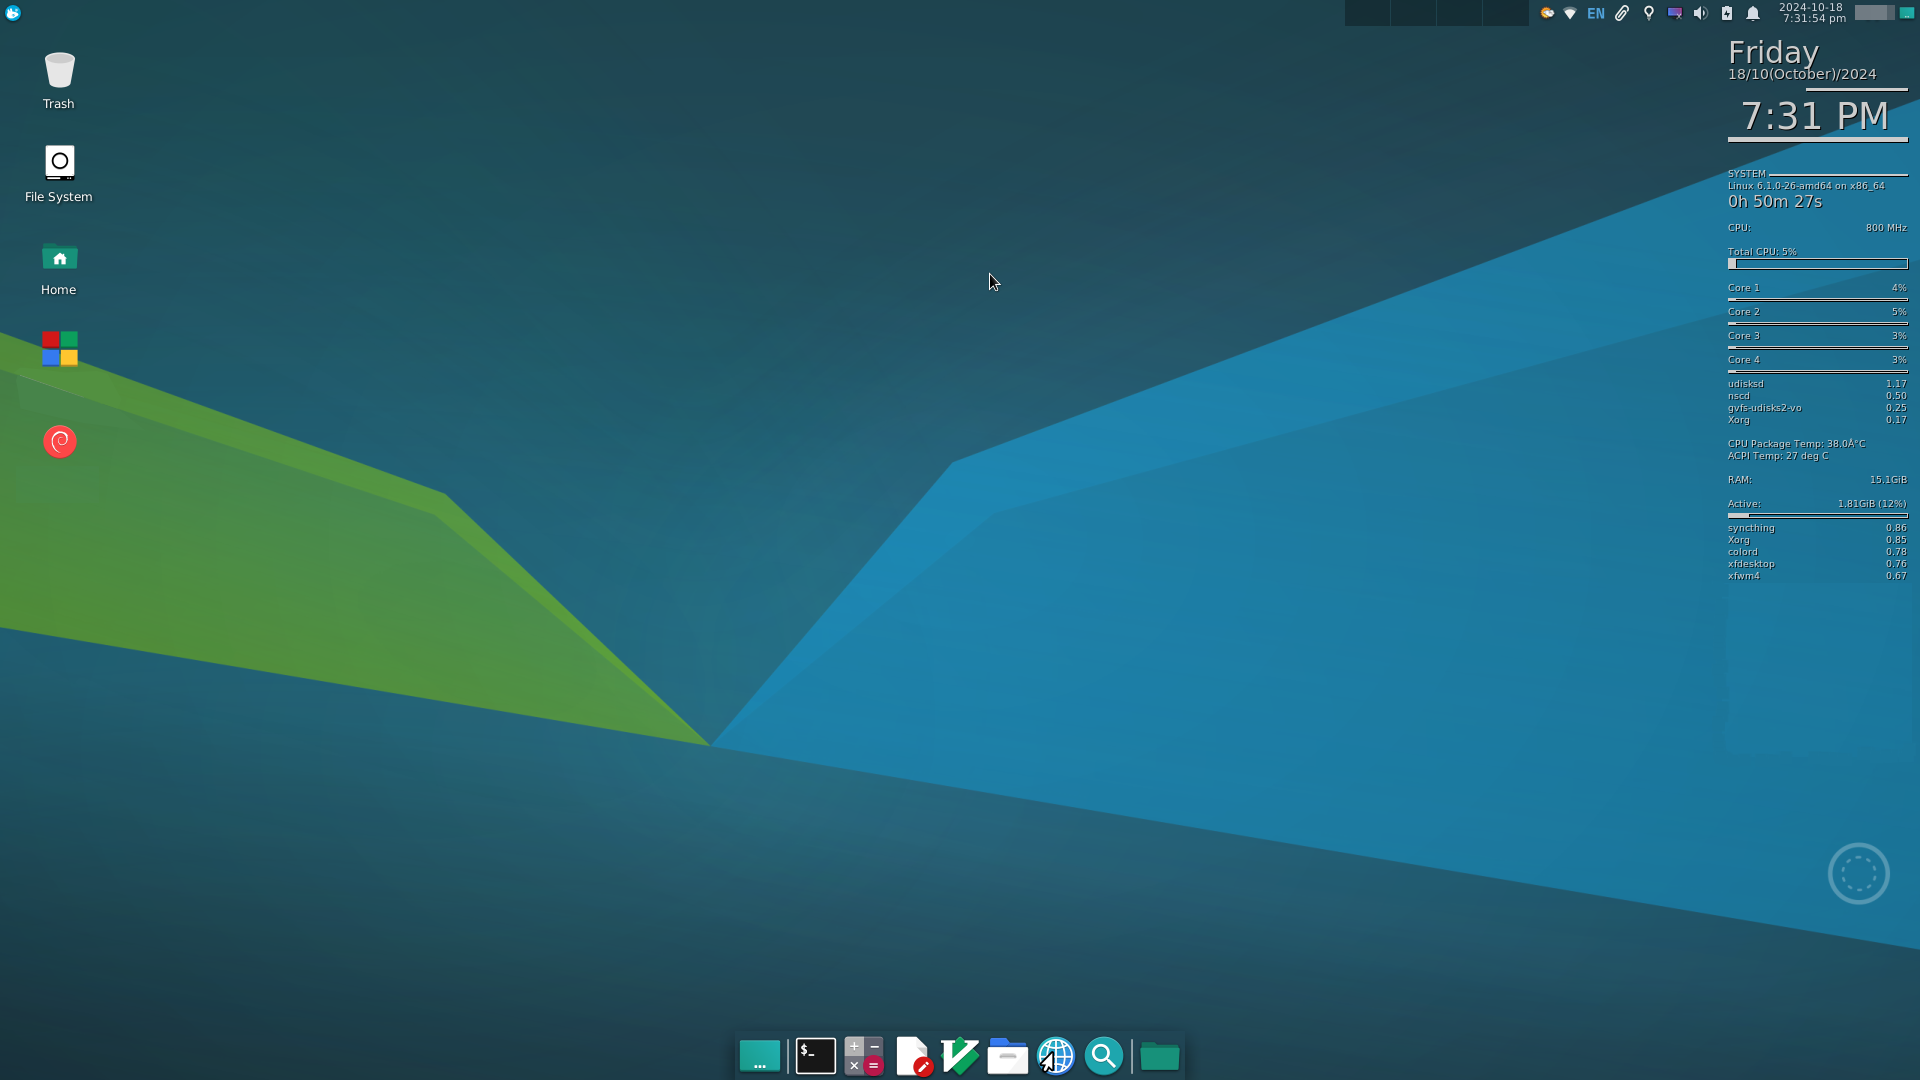 EN
2024-10-18
7:31:54 pm
Friday
18/10(October)/2024
7:31 PM
Trash
File System
Home
SYSTEM
Linux 6.1.0-26-amd64 on x86_64
0h 50m 27s
CPU: 800 MHz
Total CPU: 5%
Core 1 4%
Core 2 5%
Core 3 3%
Core 4 3%
udisksd 1.17
nscd 0.50
gvfs-udisks2-vo 0.25
Xorg 0.17
CPU Package Temp: 38.0Â°C
ACPI Temp: 27 deg C
RAM: 15.1GiB
Active: 1.81GiB (12%)
syncthing 0.86
Xorg 0.85
colord 0.78
xfdesktop 0.76
xfwm4 0.67
$_